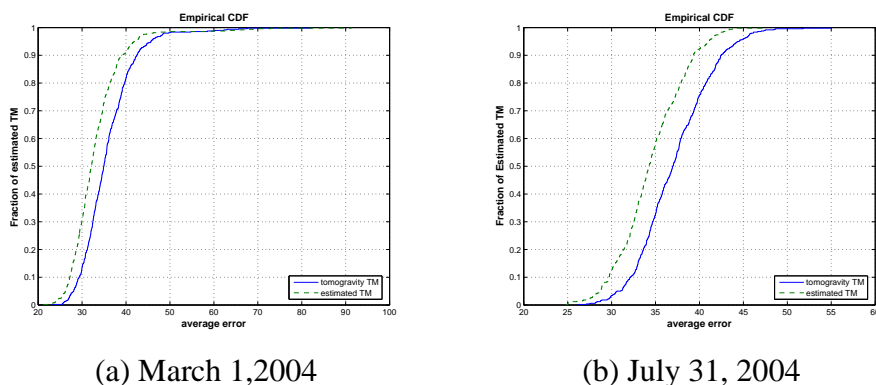 Empirical CDF
Fraction of estimated TM
1
0.9
0.8
0.7
0.6
0.5
0.4
0.3
0.2
0.1
0
20 30 40 50 60 70 80 90 100
average error
tomogravity TM
estimated TM
(a) March 1,2004
Empirical CDF
Fraction of Estimated TM
1
0.9
0.8
0.7
0.6
0.5
0.4
0.3
0.2
0.1
0
20 25 30 35 40 45 50 55 60
average error
tomogravity TM
estimated TM
(b) July 31, 2004